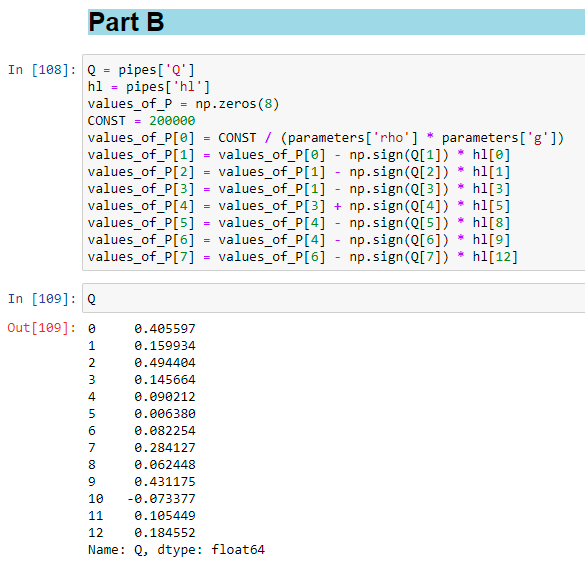 Part B
In [108]: Q = pipes['Q']
hl = pipes['hl']
values_of_P = np.zeros(8)
CONST = 200000
values_of_P[0] = CONST / (parameters['rho'] * parameters['g'])
values_of_P[1] = values_of_P[0] - np.sign(Q[1]) * hl[0]
values_of_P[2] = values_of_P[1] - np.sign(Q[2]) * hl[1]
values_of_P[3] = values_of_P[1] - np.sign(Q[3]) * hl[3]
values_of_P[4] = values_of_P[3] + np.sign(Q[4]) * hl[5]
values_of_P[5] = values_of_P[4] - np.sign(Q[5]) * hl[8]
values_of_P[6] = values_of_P[4] - np.sign(Q[6]) * hl[9]
values_of_P[7] = values_of_P[6] - np.sign(Q[7]) * hl[12]
In [109]: Q
Out[109]: 0 0.405597
1 0.159934
2 0.494404
3 0.145664
4 0.090212
5 0.006380
6 0.082254
7 0.284127
8 0.062448
9 0.431175
10 -0.073377
11 0.105449
12 0.184552
Name: Q, dtype: float64